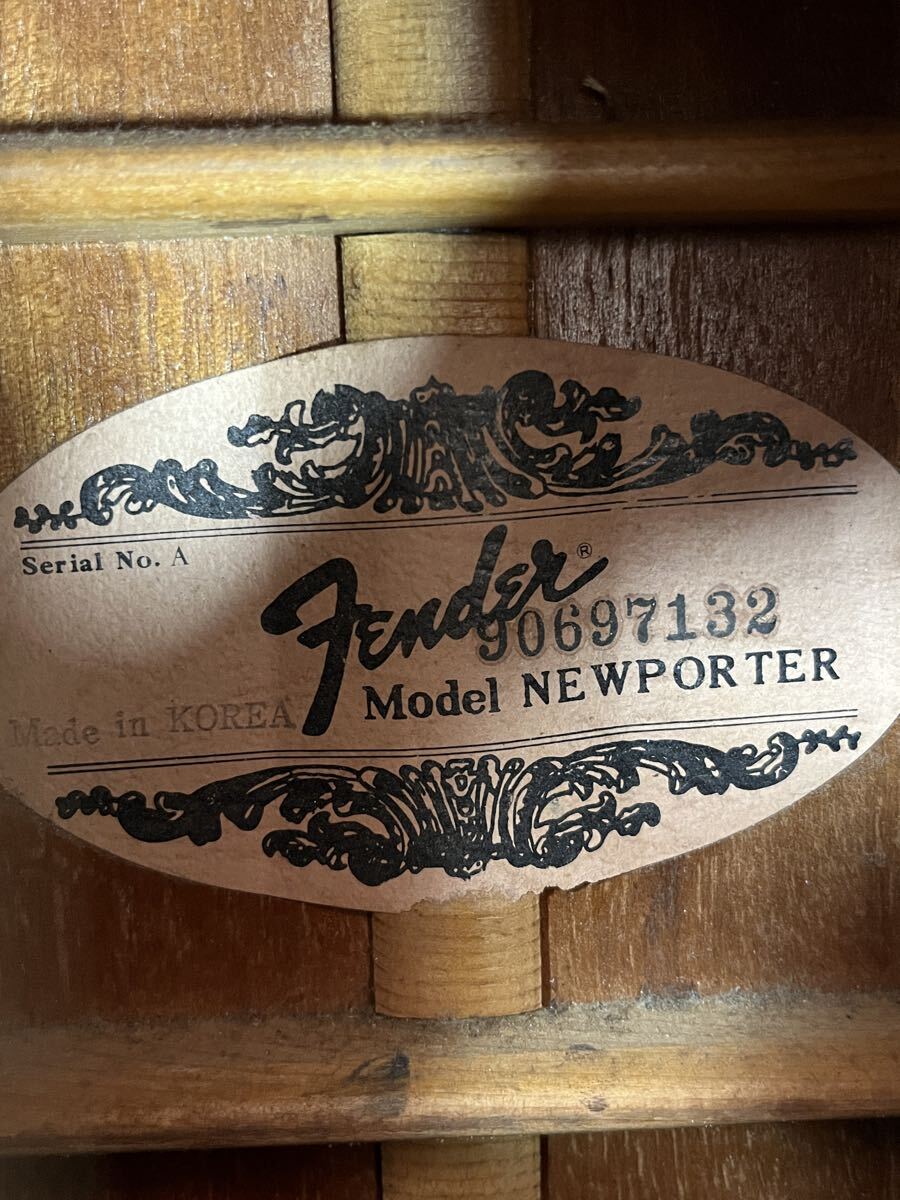 Serial No. A
Fender®
90697132
Model NEWPORTER
Made in KOREA